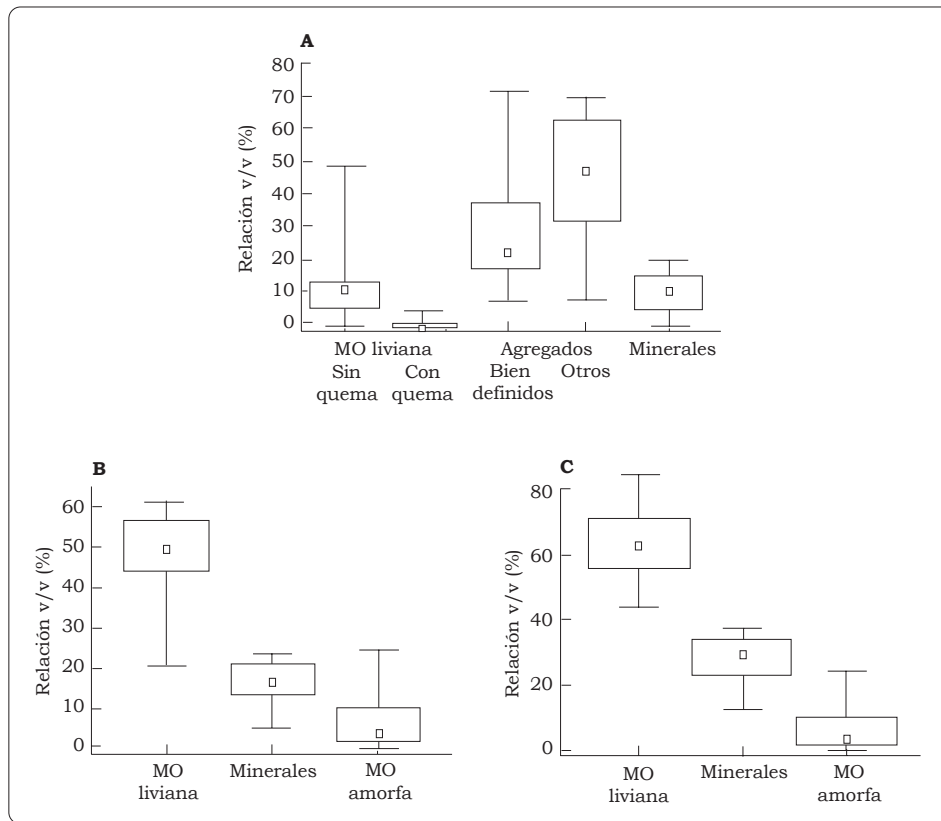 A
Relación v/v (%)
80
70
60
50
40
30
20
10
0
MO liviana
Agregados
Minerales
Sin
quema
Con
quema
Bien
definidos
Otros
B
Relación v/v (%)
60
50
40
30
20
10
0
MO
liviana
Minerales
MO
amorfa
C
Relación v/v (%)
80
60
40
20
0
MO
liviana
Minerales
MO
amorfa